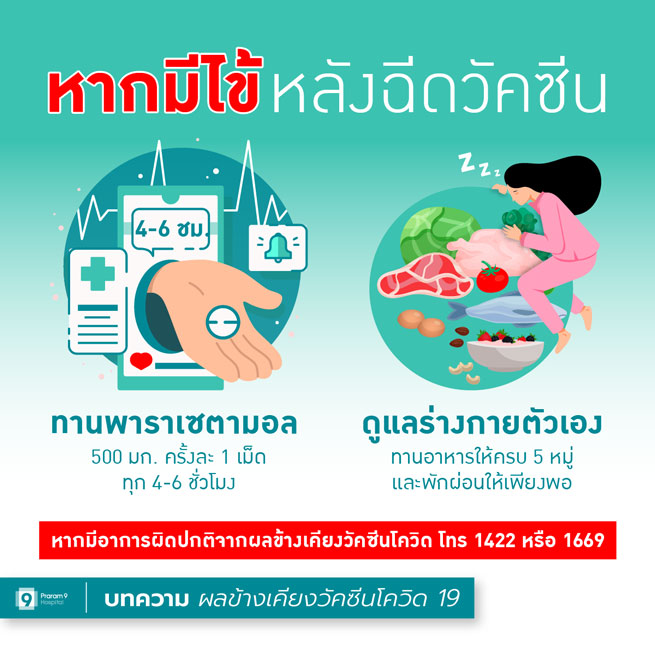 หากมีไข้ หลังฉีดวัคซีน
4-6 ชม.
Z Z Z
ทานพาราเซตามอล
500 มก. ครั้งละ 1 เม็ด
ทุก 4-6 ชั่วโมง
ดูแลร่างกายตัวเอง
ทานอาหารให้ครบ 5 หมู่
และพักผ่อนให้เพียงพอ
หากมีอาการผิดปกติจากผลข้างเคียงวัคซีนโควิด โทร 1422 หรือ 1669
9 Praram 9
Hospital
บทความ ผลข้างเคียงวัคซีนโควิด 19